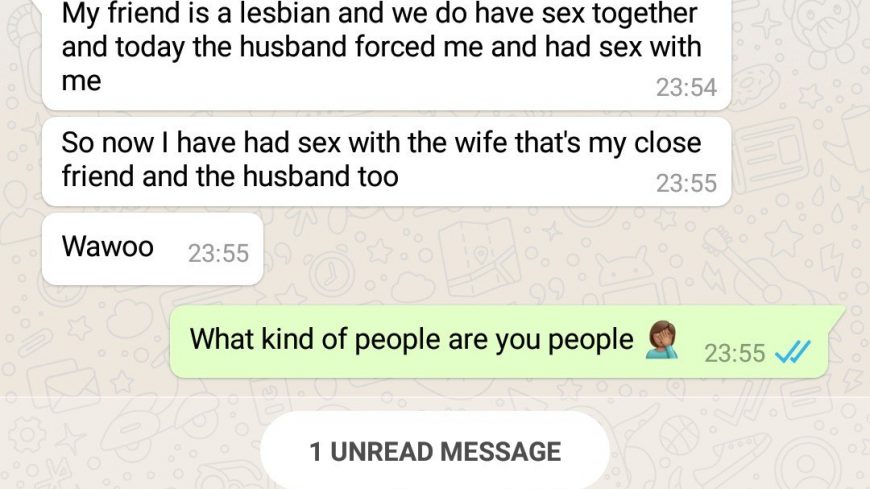 My friend is a lesbian and we do have sex together
and today the husband forced me and had sex with
me
23:54
So now I have had sex with the wife that's my close
friend and the husband too
23:55
Wawoo 23:55
What kind of people are you people 🤦🏾‍♀️ 23:55
1 UNREAD MESSAGE